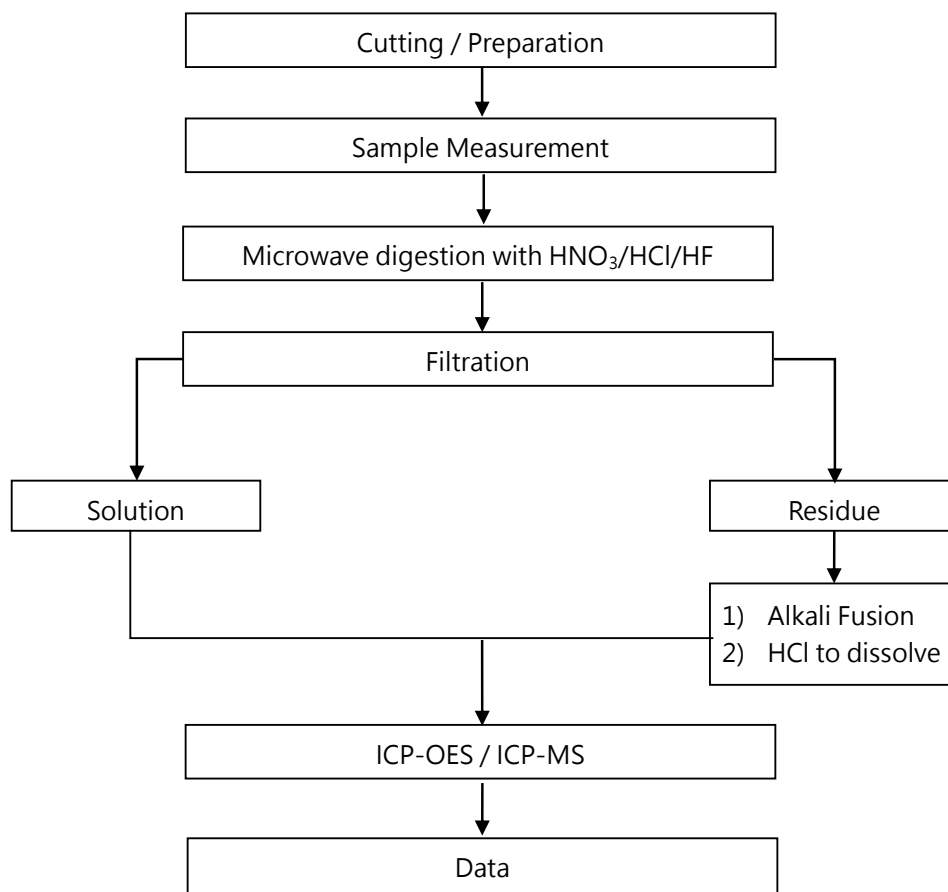 Cutting / Preparation
Sample Measurement
Microwave digestion with HNO₃/HCl/HF
Filtration
Solution
Residue
1) Alkali Fusion
2) HCl to dissolve
ICP-OES / ICP-MS
Data